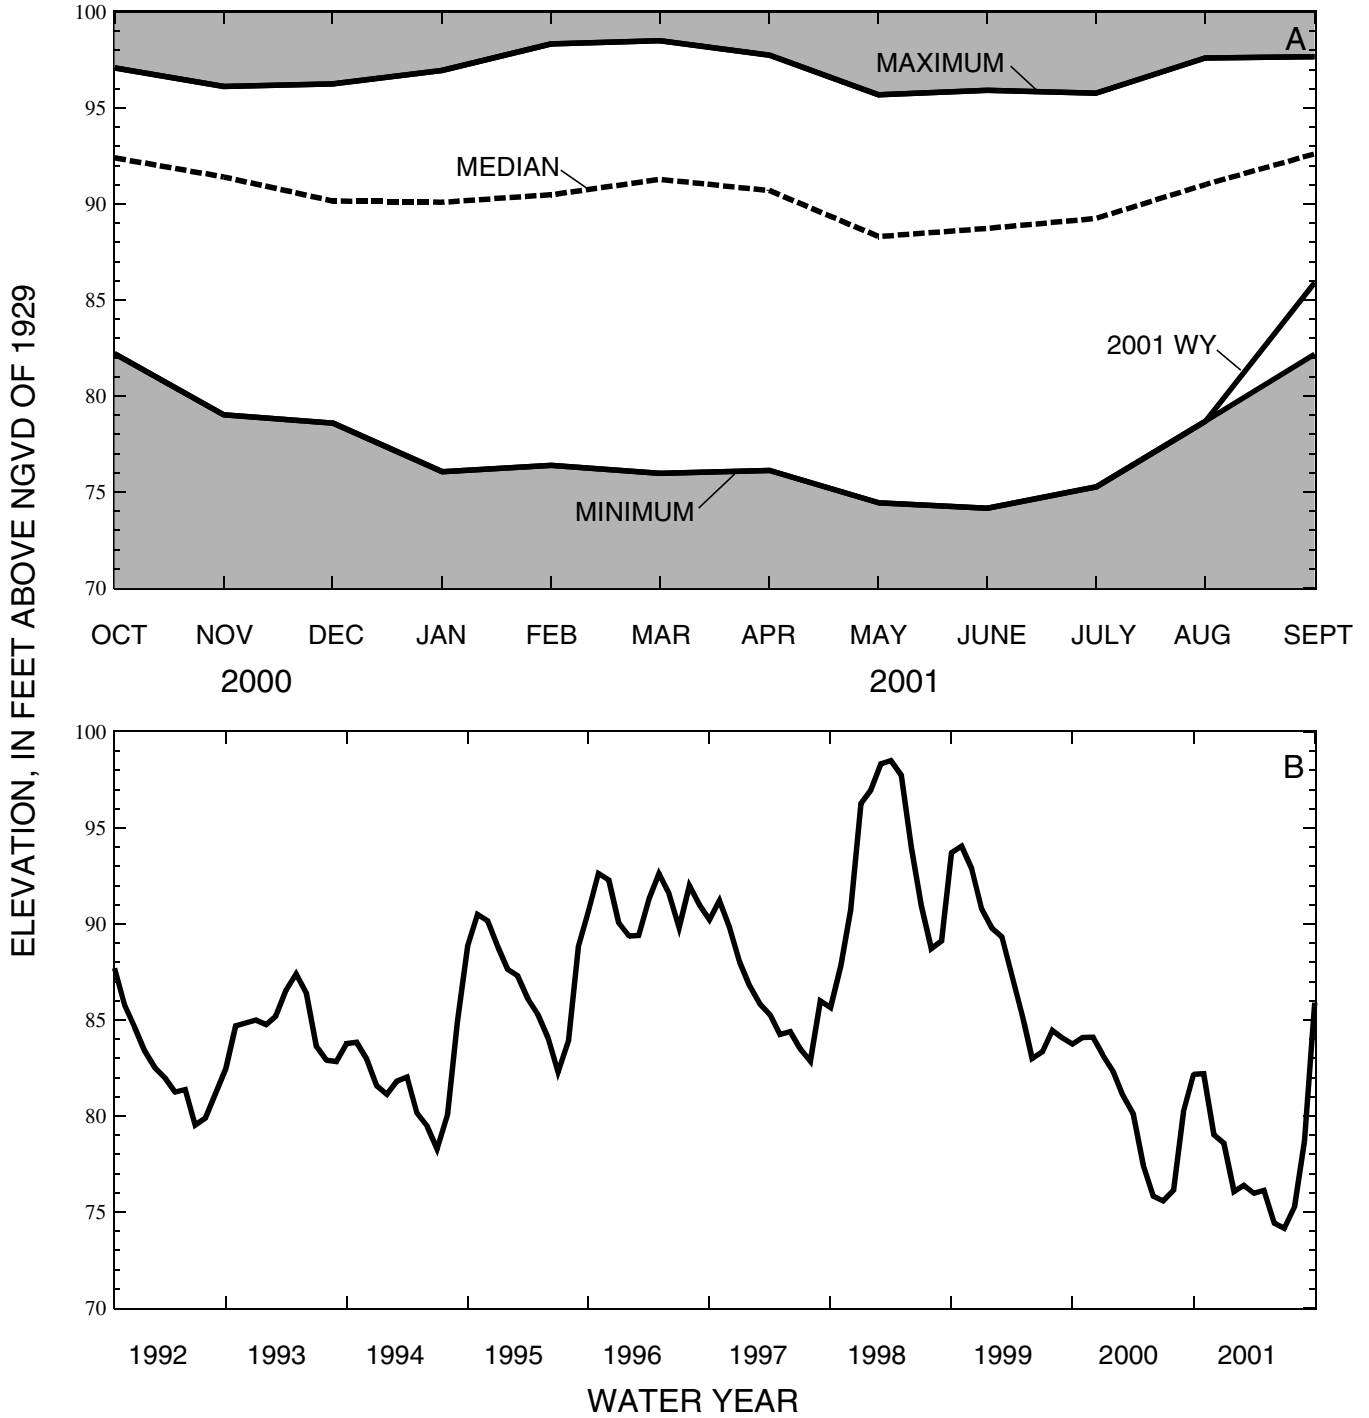 ELEVATION, IN FEET ABOVE NGVD OF 1929
100
95
90
85
80
75
70
A
MAXIMUM
MEDIAN
2001 WY
MINIMUM
OCT NOV DEC JAN FEB MAR APR MAY JUNE JULY AUG SEPT
2000 2001
100
95
90
85
80
75
70
B
1992 1993 1994 1995 1996 1997 1998 1999 2000 2001
WATER YEAR